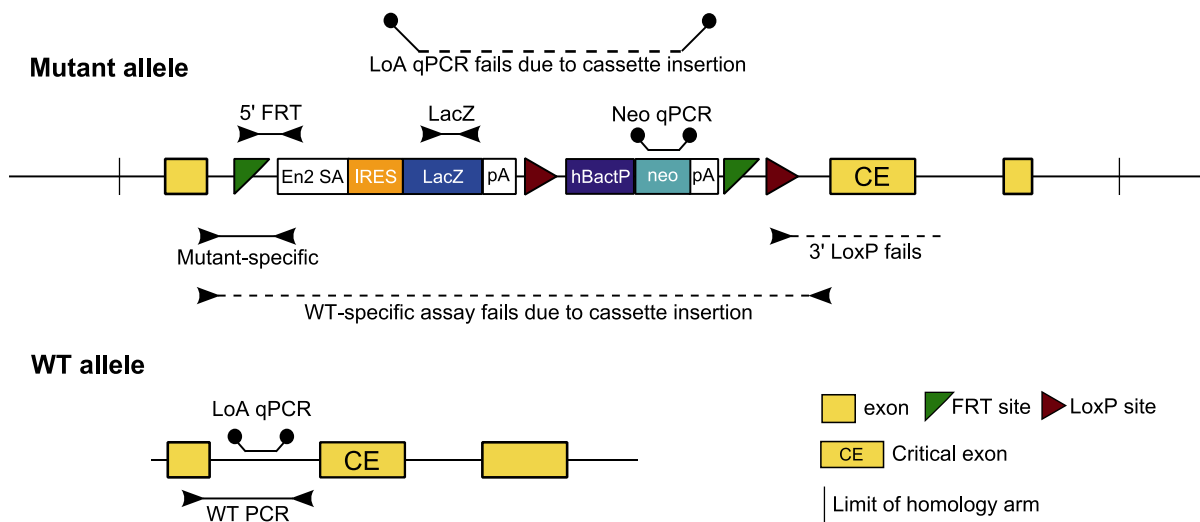 LoA qPCR fails due to cassette insertion
Mutant allele
5' FRT
LacZ
Neo qPCR
En2 SA
IRES
LacZ
pA
hBactP
neo
pA
CE
Mutant-specific
3' LoxP fails
WT-specific assay fails due to cassette insertion
WT allele
LoA qPCR
CE
WT PCR
exon
FRT site
LoxP site
CE
Critical exon
Limit of homology arm